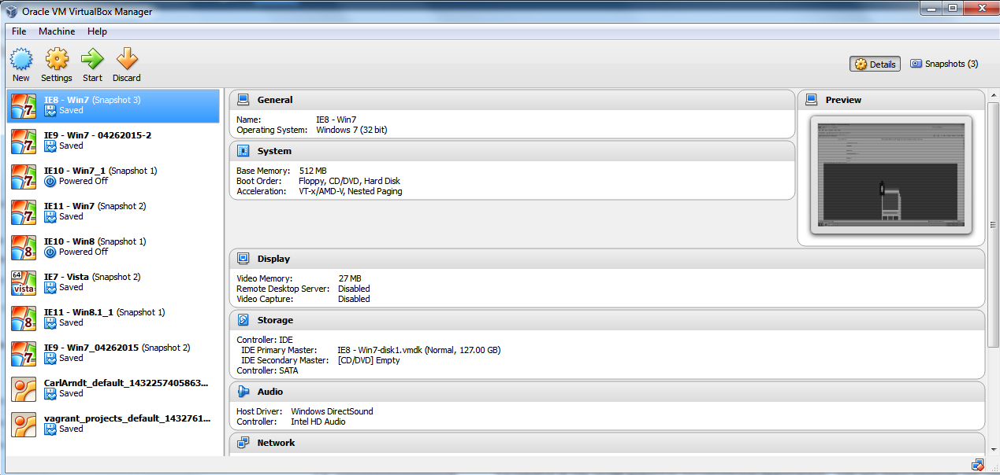 Oracle VM VirtualBox Manager
File Machine Help
New Settings Start Discard
Details Snapshots (3)
IE8 - Win7 (Snapshot 3)
Saved
IE9 - Win7 - 04262015-2
Saved
IE10 - Win7_1 (Snapshot 1)
Powered Off
IE11 - Win7 (Snapshot 2)
Saved
IE10 - Win8 (Snapshot 1)
Powered Off
64
vista
IE7 - Vista (Snapshot 2)
Saved
IE11 - Win8.1_1 (Snapshot 1)
Saved
IE9 - Win7_04262015 (Snapshot 2)
Saved
CarlArndt_default_1432257405863...
Saved
vagrant_projects_default_1432761...
Saved
General
Name: IE8 - Win7
Operating System: Windows 7 (32 bit)
System
Base Memory: 512 MB
Boot Order: Floppy, CD/DVD, Hard Disk
Acceleration: VT-x/AMD-V, Nested Paging
Preview
Display
Video Memory: 27 MB
Remote Desktop Server: Disabled
Video Capture: Disabled
Storage
Controller: IDE
IDE Primary Master: IE8 - Win7-disk1.vmdk (Normal, 127.00 GB)
IDE Secondary Master: [CD/DVD] Empty
Controller: SATA
Audio
Host Driver: Windows DirectSound
Controller: Intel HD Audio
Network